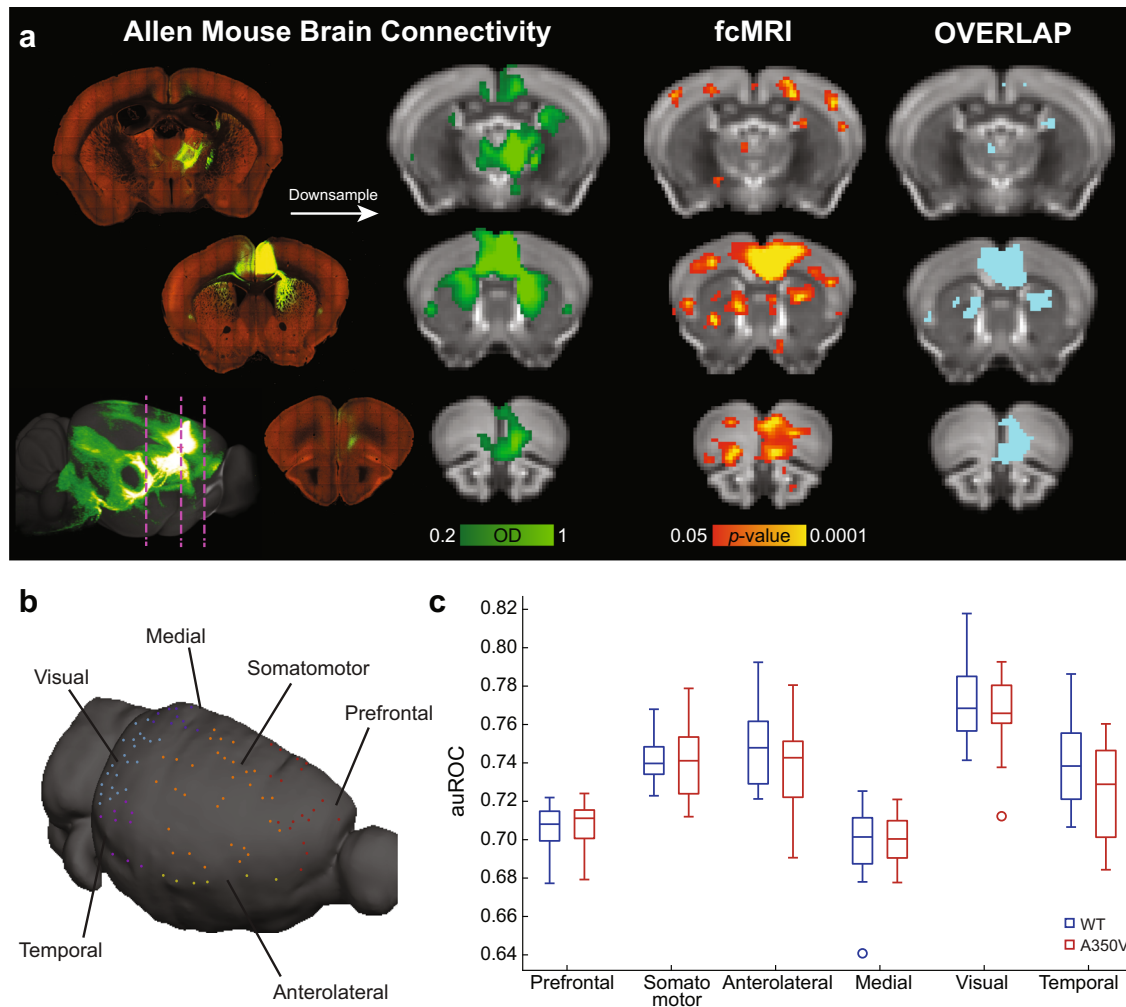 a
Allen Mouse Brain Connectivity
fcMRI
OVERLAP
Downsample
0.2 OD 1
0.05 p-value 0.0001
b
Medial
Visual
Somatomotor
Prefrontal
Temporal
Anterolateral
c
auROC
0.82
0.80
0.78
0.76
0.74
0.72
0.70
0.68
0.66
0.64
WT
A350V
Prefrontal
Somato
motor
Anterolateral
Medial
Visual
Temporal